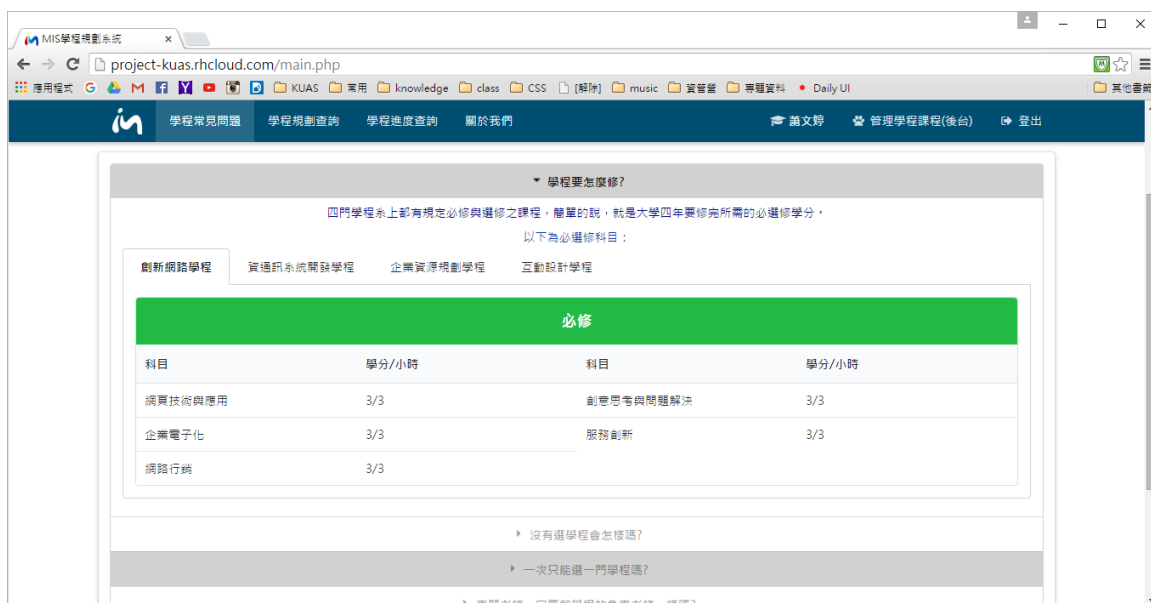 MIS學程規劃系統
project-kuas.rhcloud.com/main.php
應用程式 KUAS 常用 knowledge class CSS [解除] music 資管營 專題資料 Daily UI 其他書籤
學程常見問題 學程規劃查詢 學程進度查詢 關於我們 管理學程課程(後台) 登出
學程要怎麼修?
四門學程系上都有規定必修與選修之課程，簡單的說，就是大學四年要修完所需的必選修學分。
以下為必選修科目：
創新網路學程 資通訊系統開發學程 企業資源規劃學程 互動設計學程
必修
科目 學分/小時 科目 學分/小時
網頁技術與應用 3/3 創意思考與問題解決 3/3
企業電子化 3/3 服務創新 3/3
網路行銷 3/3
沒有選學程會怎樣嗎?
一次只能選一門學程嗎?